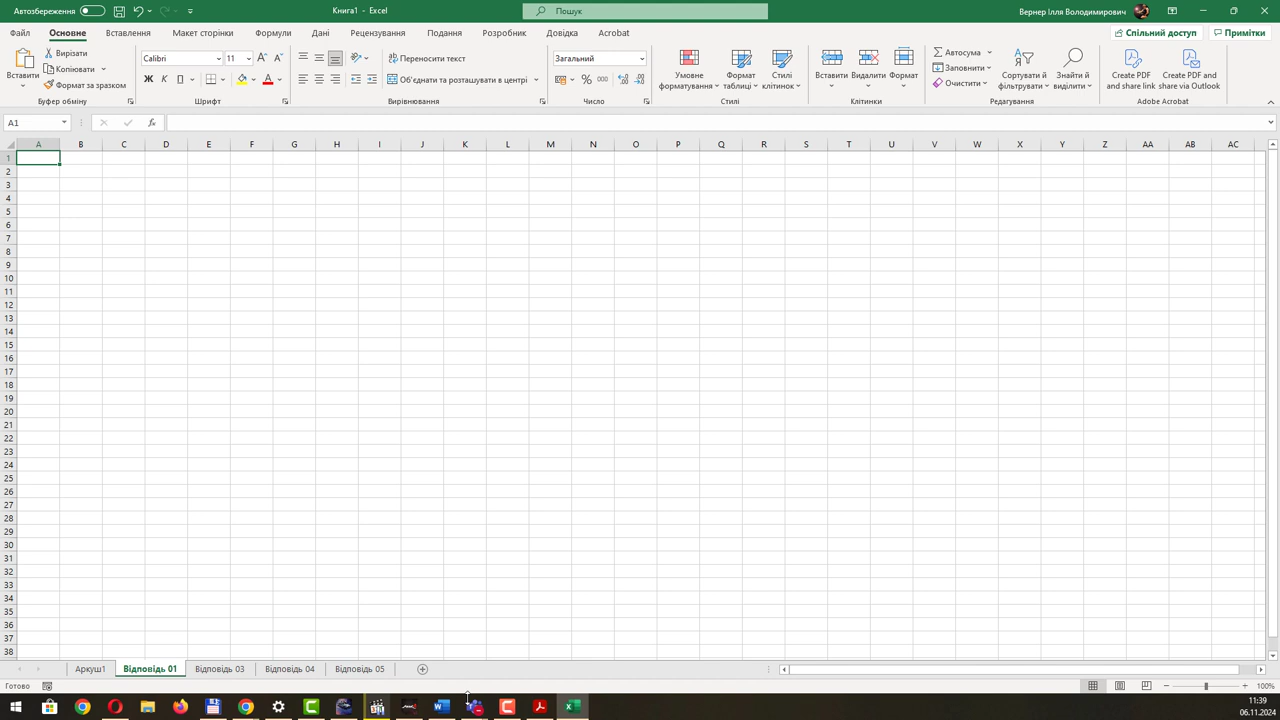 Автозбереження
Книга1 - Excel
Пошук
Вернер Ілля Володимирович
Файл Основне Вставлення Макет сторінки Формули Дані Рецензування Подання Розробник Довідка Acrobat Спільний доступ Примітки
Вставити
Вирізати
Копіювати
Формат за зразком
Буфер обміну
Calibri 11
Ж К П
Шрифт
Переносити текст
Об'єднати та розташувати в центрі
Вирівнювання
Загальний
% 000
Число
Умовне форматування
Формат таблиці
Стилі клітинок
Стилі
Вставити Видалити Формат
Клітинки
Автосума
Заповнити
Очистити
Сортувати й фільтрувати
Знайти й виділити
Редагування
Create PDF and share link
Create PDF and share via Outlook
Adobe Acrobat
A1
A B C D E F G H I J K L M N O P Q R S T U V W X Y Z AA AB AC
1
2
3
4
5
6
7
8
9
10
11
12
13
14
15
16
17
18
19
20
21
22
23
24
25
26
27
28
29
30
31
32
33
34
35
36
37
38
Аркуш1 Відповідь 01 Відповідь 03 Відповідь 04 Відповідь 05
Готово
100%
11:39
06.11.2024